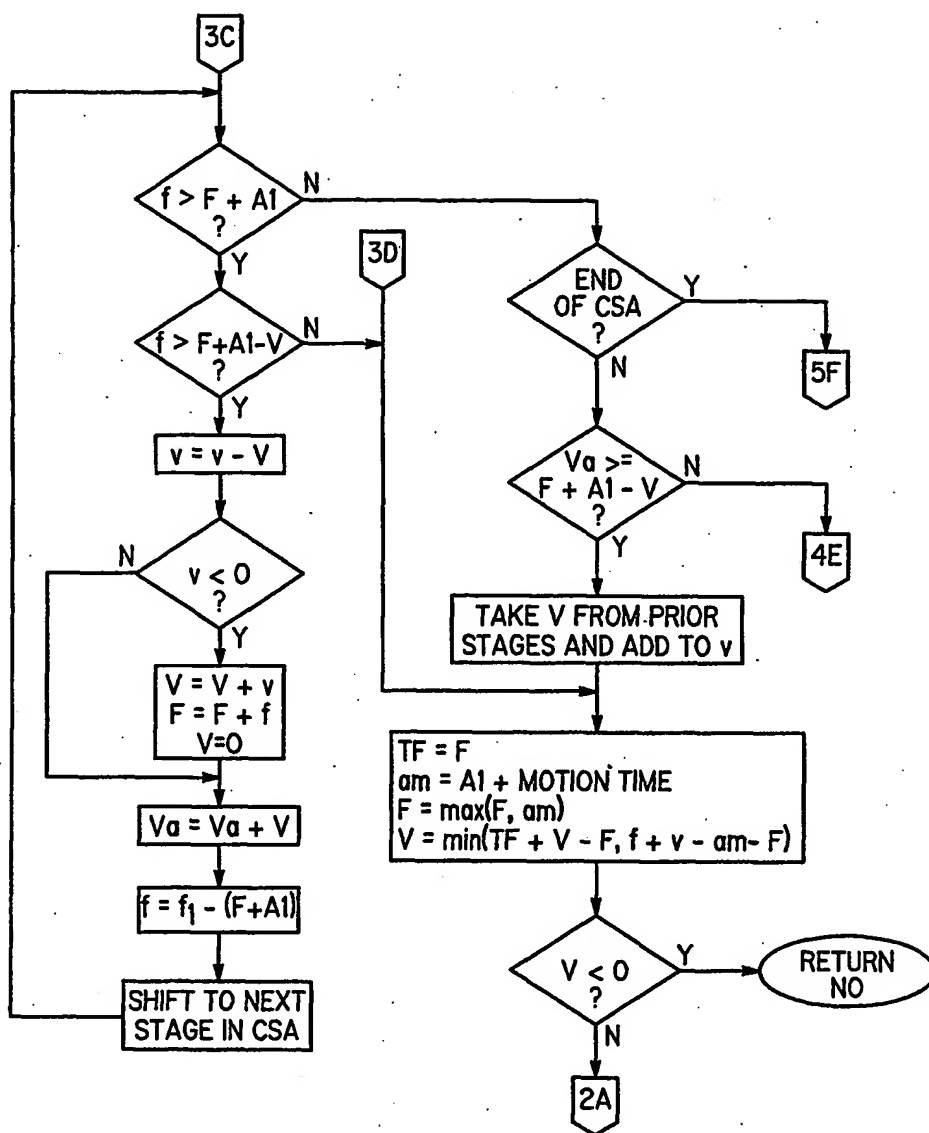 3C
f > F + A1
?
N
Y
f > F+A1-V
?
N
Y
v = v - V
v < 0
?
N
Y
V = V + v
F = F + f
V=0
Va = Va + V
f = f1 - (F+A1)
SHIFT TO NEXT
STAGE IN CSA
3D
END
OF CSA
?
Y
N
5F
Va >=
F + A1 - V
?
N
Y
4E
TAKE V FROM PRIOR
STAGES AND ADD TO v
TF = F
am = A1 + MOTION TIME
F = max(F, am)
V = min(TF + V - F, f + v - am- F)
V < 0
?
Y
N
RETURN
NO
2A